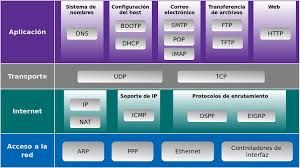 Sistema de nombres
Configuración del host
Correo electrónico
Transferencia de archivos
Web
Aplicación
DNS
BOOTP
DHCP
SMTP
POP
iMAP
FTP
TFTP
HTTP
Transporte
UDP
TCP
Internet
IP
NAT
Soporte de IP
ICMP
Protocolos de enrutamiento
DSPF
EIGRP
Acceso a la red
ARP
PPP
Ethernet
Controladores de interfaz